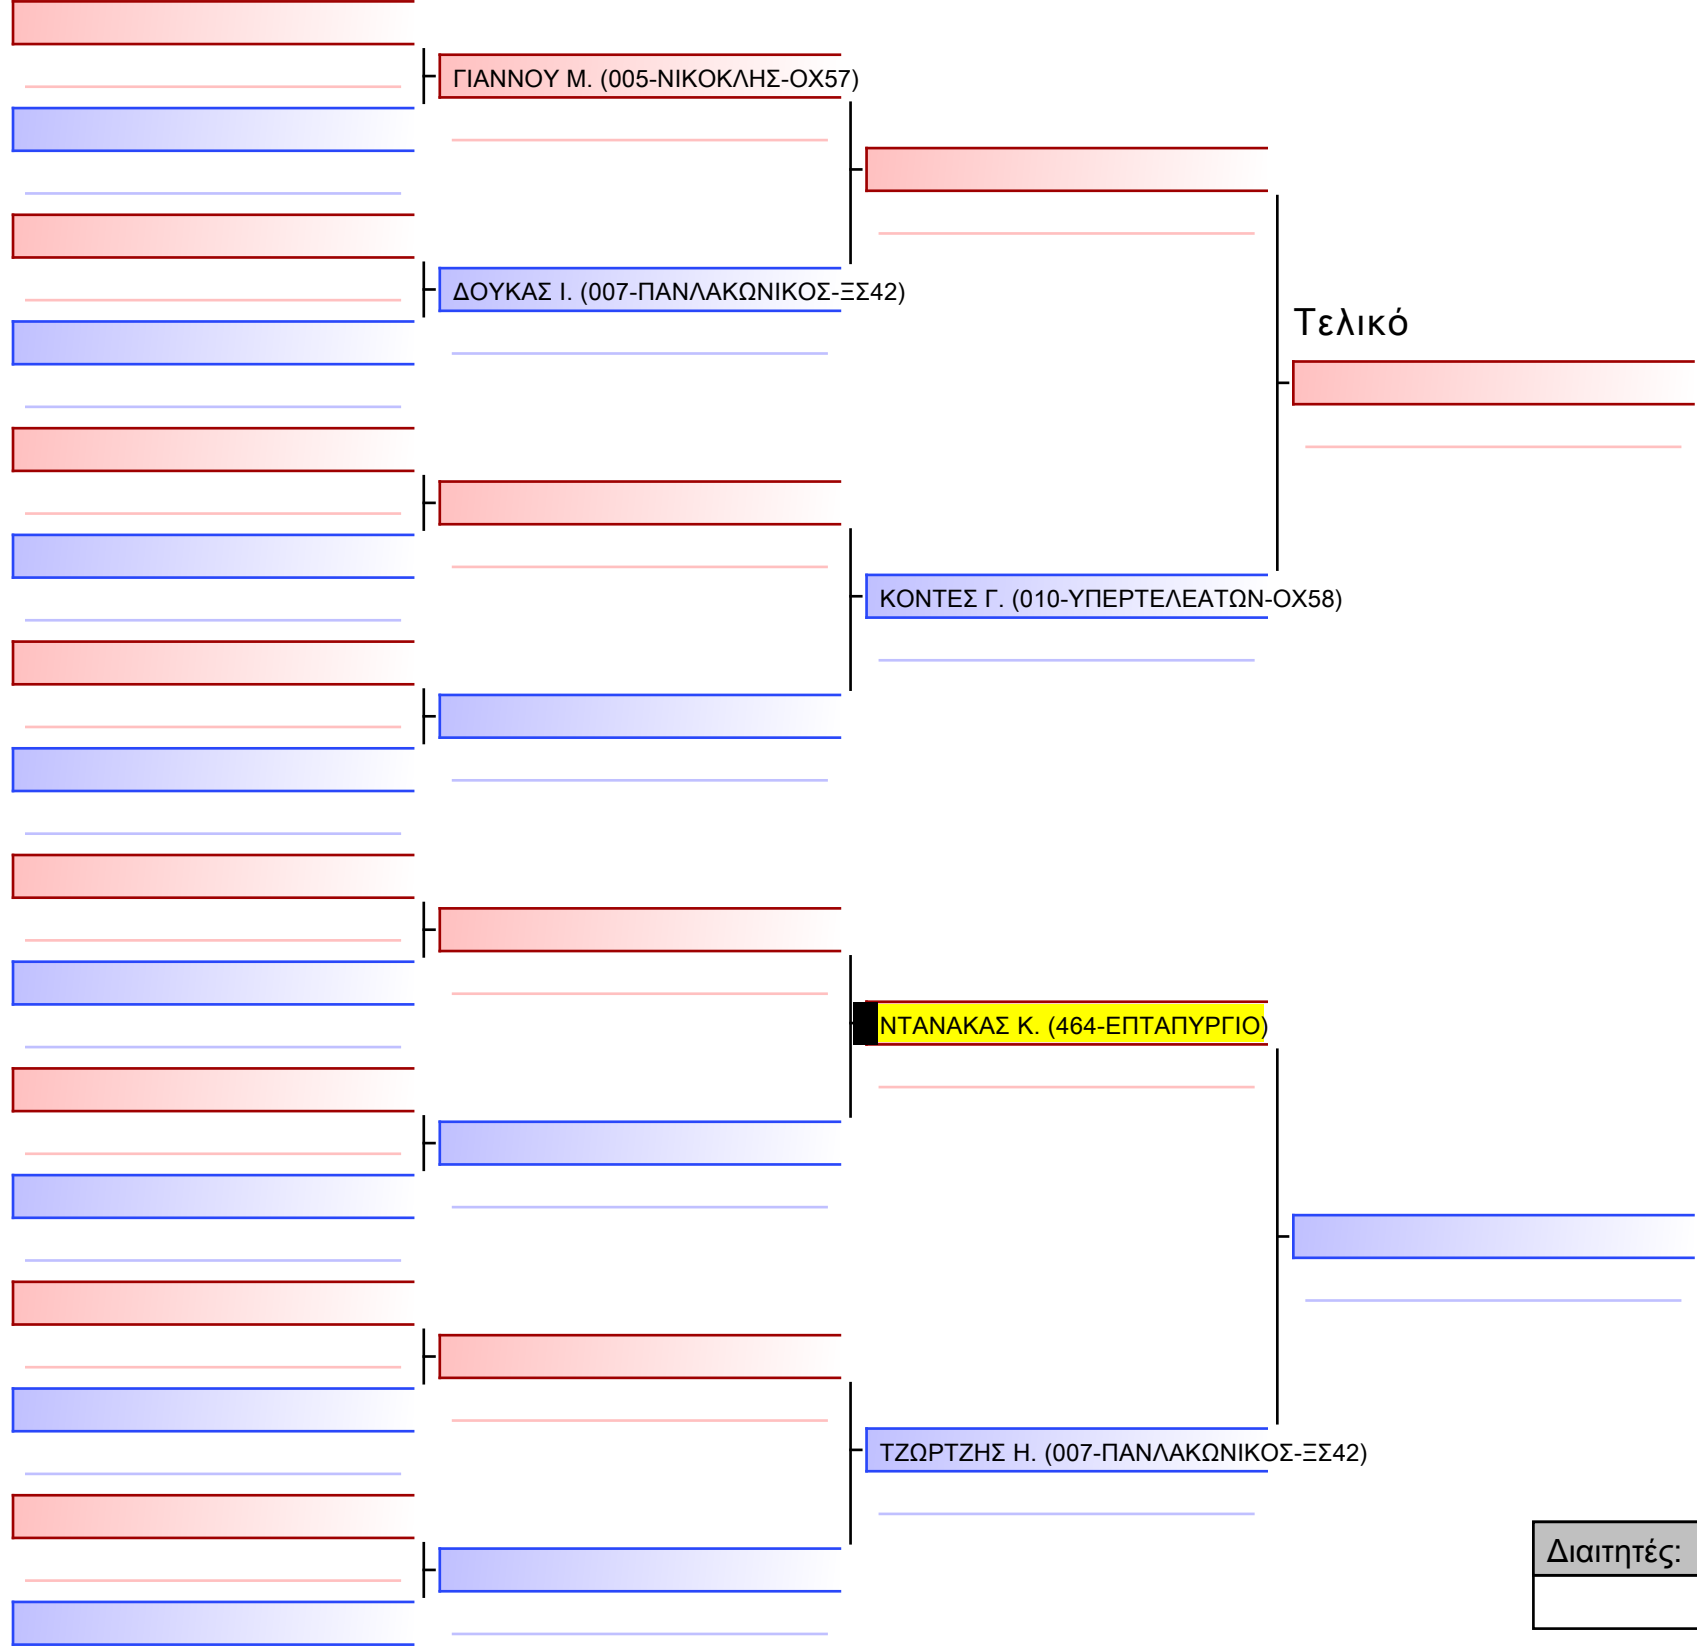 ΓΙΑΝΝΟΥ Μ. (005-ΝΙΚΟΚΛΗΣ-ΟΧ57)
ΔΟΥΚΑΣ Ι. (007-ΠΑΝΛΑΚΩΝΙΚΟΣ-ΞΣ42)
Τελικό
ΚΟΝΤΕΣ Γ. (010-ΥΠΕΡΤΕΛΕΑΤΩΝ-ΟΧ58)
ΝΤΑΝΑΚΑΣ Κ. (464-ΕΠΤΑΠΥΡΓΙΟ)
ΤΖΩΡΤΖΗΣ Η. (007-ΠΑΝΛΑΚΩΝΙΚΟΣ-ΞΣ42)
Διαιτητές: